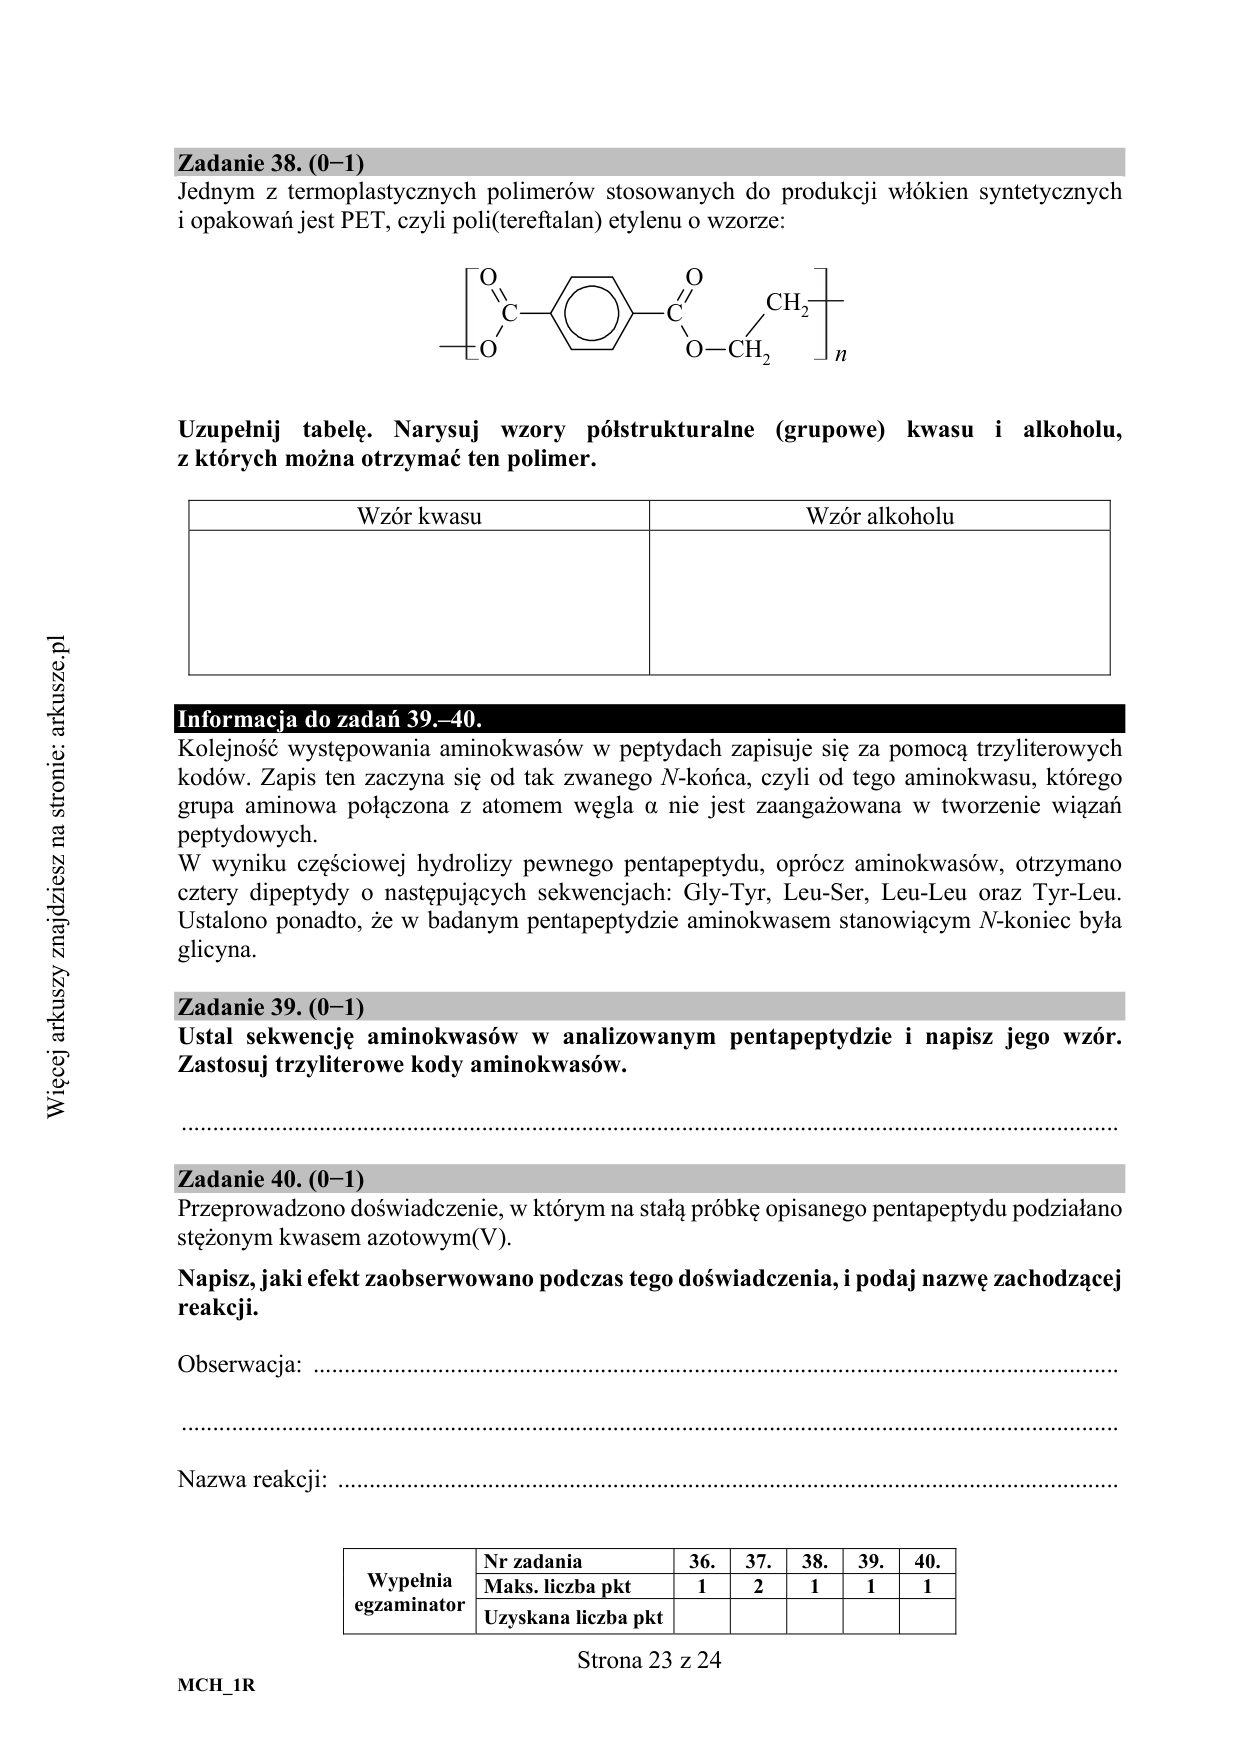 Zadanie 38. (0−1)
Jednym z termoplastycznych polimerów stosowanych do produkcji włókien syntetycznych
i opakowań jest PET, czyli poli(tereftalan) etylenu o wzorze:
O
C
O
C
O
O
CH2
CH2
n
Uzupełnij tabelę. Narysuj wzory półstrukturalne (grupowe) kwasu i alkoholu,
z których można otrzymać ten polimer.
Wzór kwasu
Wzór alkoholu
Informacja do zadań 39.–40.
Kolejność występowania aminokwasów w peptydach zapisuje się za pomocą trzyliterowych
kodów. Zapis ten zaczyna się od tak zwanego N-końca, czyli od tego aminokwasu, którego
grupa aminowa połączona z atomem węgla α nie jest zaangażowana w tworzenie wiązań
peptydowych.
W wyniku częściowej hydrolizy pewnego pentapeptydu, oprócz aminokwasów, otrzymano
cztery dipeptydy o następujących sekwencjach: Gly-Tyr, Leu-Ser, Leu-Leu oraz Tyr-Leu.
Ustalono ponadto, że w badanym pentapeptydzie aminokwasem stanowiącym N-koniec była
glicyna.
Zadanie 39. (0−1)
Ustal sekwencję aminokwasów w analizowanym pentapeptydzie i napisz jego wzór.
Zastosuj trzyliterowe kody aminokwasów.
Zadanie 40. (0−1)
Przeprowadzono doświadczenie, w którym na stałą próbkę opisanego pentapeptydu podziałano
stężonym kwasem azotowym(V).
Napisz, jaki efekt zaobserwowano podczas tego doświadczenia, i podaj nazwę zachodzącej
reakcji.
Obserwacja: ........................................................
Nazwa reakcji: ........................................................
Wypełnia
egzaminator
Nr zadania 36. 37. 38. 39. 40.
Maks. liczba pkt 1 2 1 1 1
Uzyskana liczba pkt
Strona 23 z 24
MCH_1R
Więcej arkuszy znajdziesz na stronie: arkusze.pl